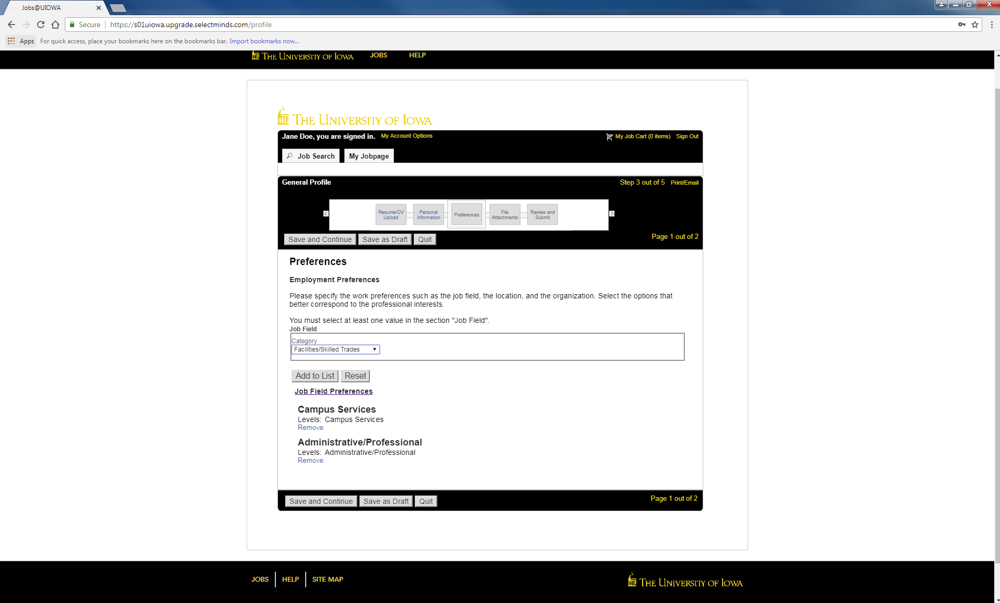 Jobs@UIOWA
Secure https://s01uiowa.upgrade.selectminds.com/profile
Apps For quick access, place your bookmarks here on the bookmarks bar. Import bookmarks now...
THE UNIVERSITY OF IOWA JOBS HELP
THE UNIVERSITY OF IOWA
Jane Doe, you are signed in. My Account Options My Job Cart (0 items) Sign Out
Job Search My Jobpage
General Profile Step 3 out of 5 Print/Email
Resume/CV Upload Personal Information Preferences File Attachments Review and Submit
Save and Continue Save as Draft Quit Page 1 out of 2
Preferences
Employment Preferences
Please specify the work preferences such as the job field, the location, and the organization. Select the options that
better correspond to the professional interests.
You must select at least one value in the section "Job Field".
Job Field
Category
Facilities/Skilled Trades
Add to List Reset
Job Field Preferences
Campus Services
Levels: Campus Services
Remove
Administrative/Professional
Levels: Administrative/Professional
Remove
Save and Continue Save as Draft Quit Page 1 out of 2
JOBS HELP SITE MAP THE UNIVERSITY OF IOWA